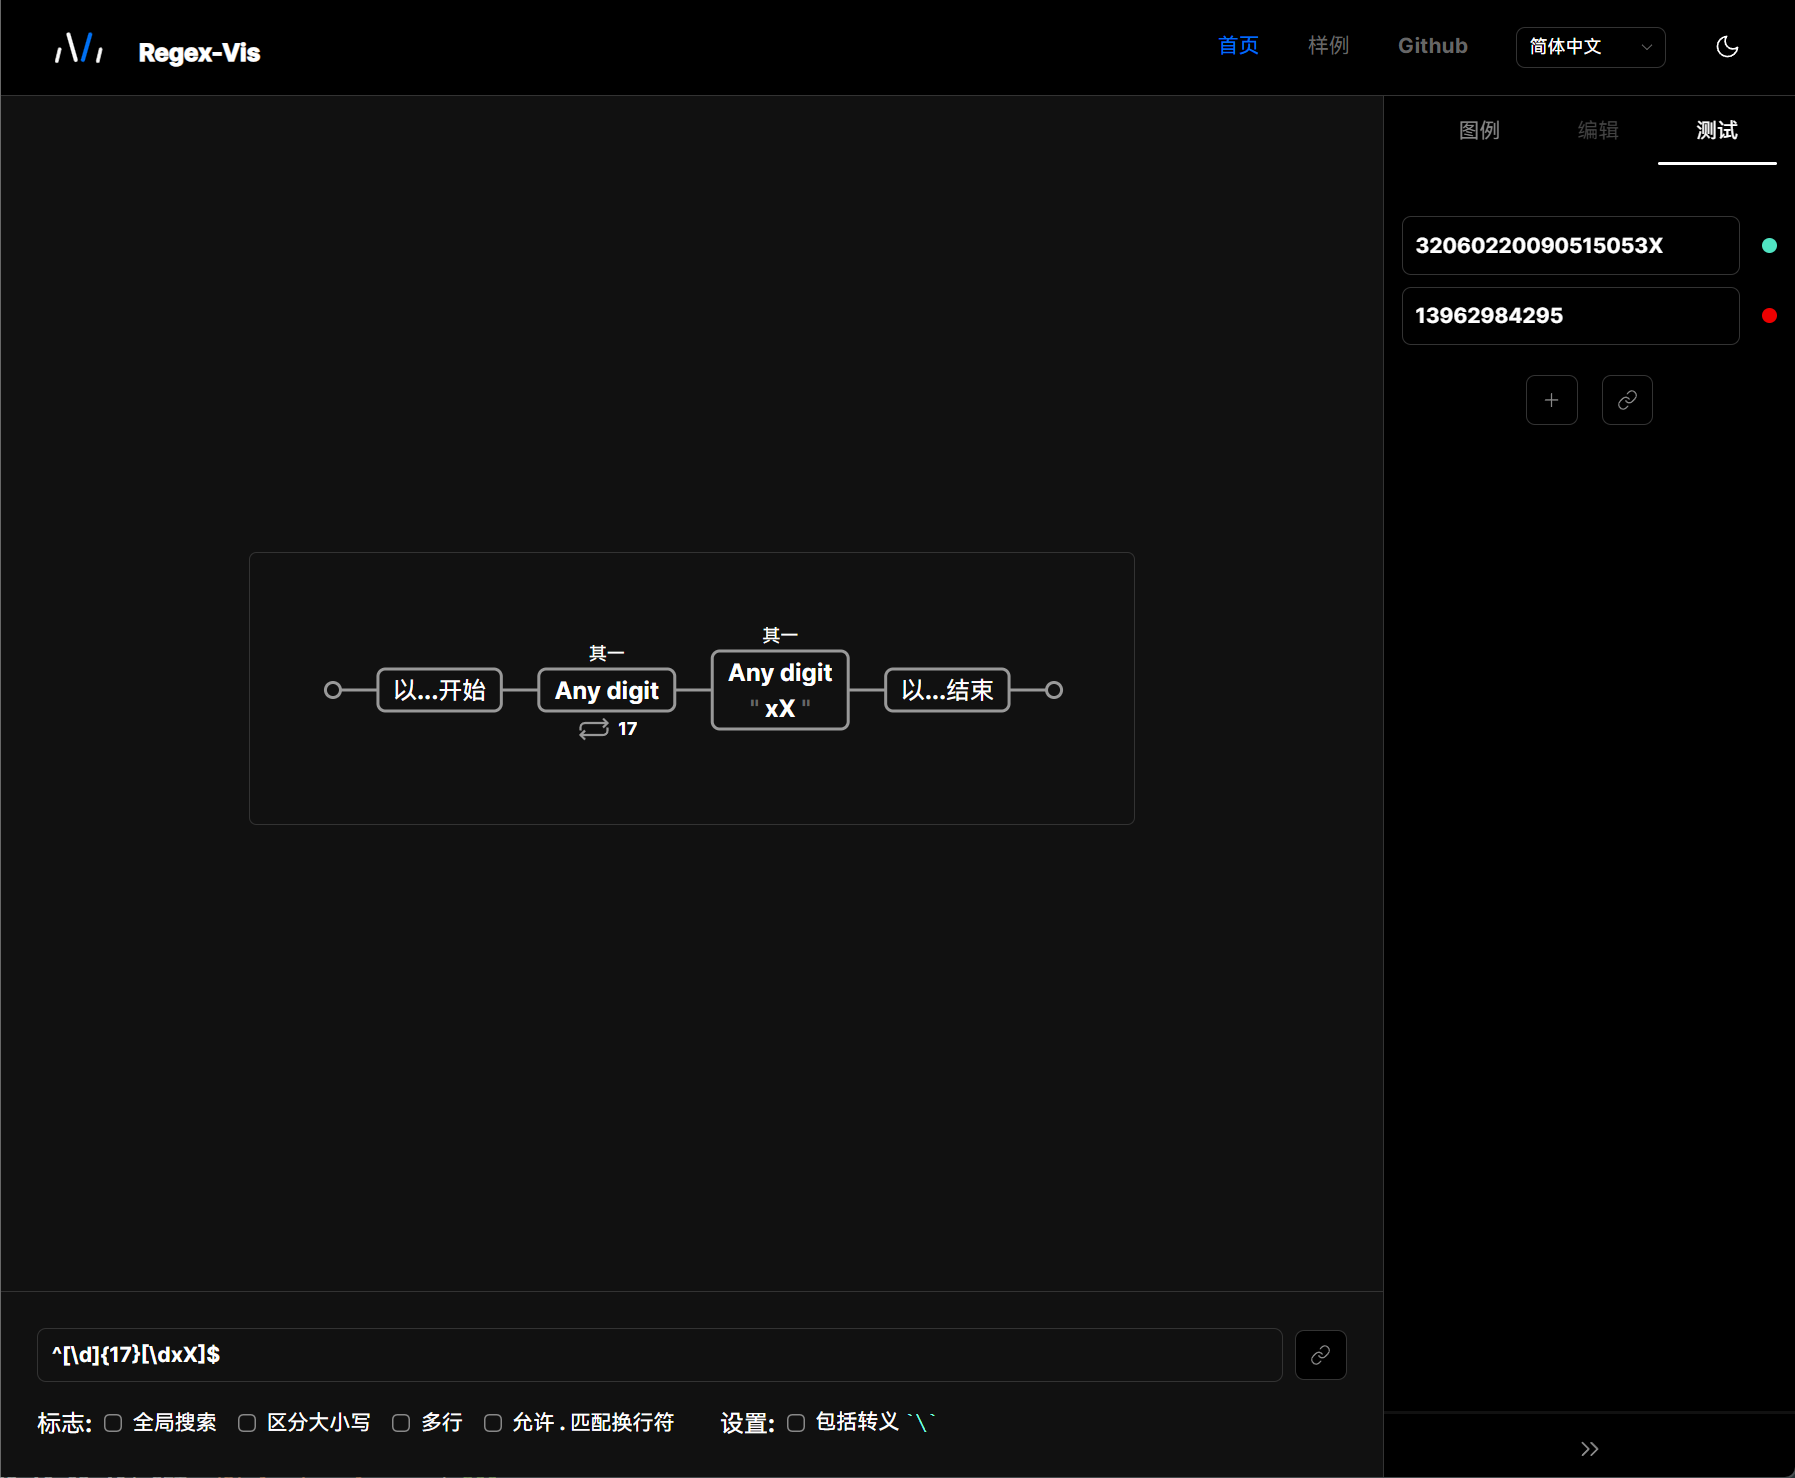 Regex-Vis
首页 样例 Github 简体中文
图例 编辑 测试
32060220090515053X
13962984295
其一
其一
以...开始
Any digit
Any digit
" xX "
以...结束
17
^[\d]{17}[\dxX]$
标志: 全局搜索 区分大小写 多行 允许 . 匹配换行符 设置: 包括转义 `\`